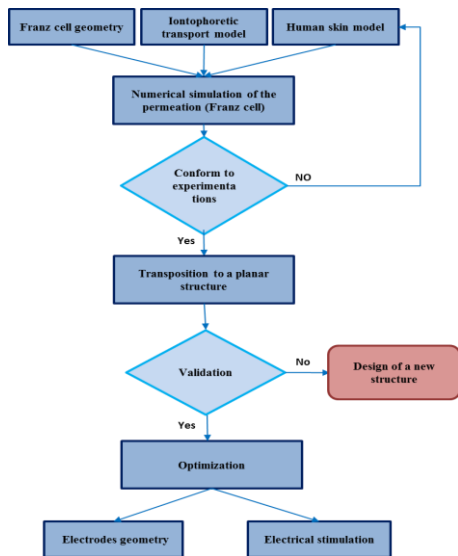 Franz cell geometry
Iontophoretic transport model
Human skin model
Numerical simulation of the
permeation (Franz cell)
Conform to
experimenta
tions
NO
Yes
Transposition to a planar
structure
Validation
No
Design of a new
structure
Yes
Optimization
Electrodes geometry
Electrical stimulation